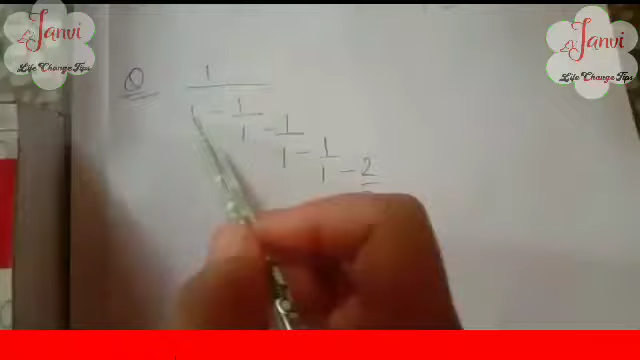 Janvi
Life Change Tips
Janvi
Life Change Tips
Q 1
1 - 1
1 - 1
1 - 1
1 - 2